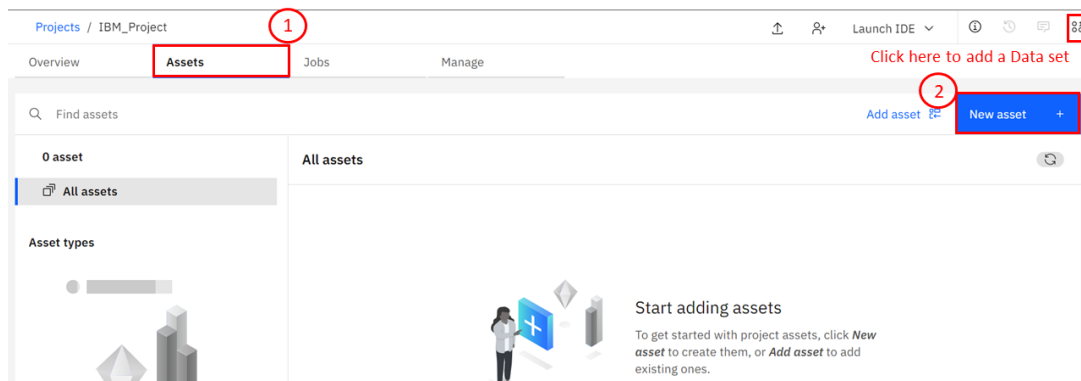 Projects / IBM_Project
1
Launch IDE
Overview
Assets
Jobs
Manage
Click here to add a Data set
2
Find assets
Add asset
New asset +
0 asset
All assets
All assets
Asset types
Start adding assets
To get started with project assets, click New
asset to create them, or Add asset to add
existing ones.